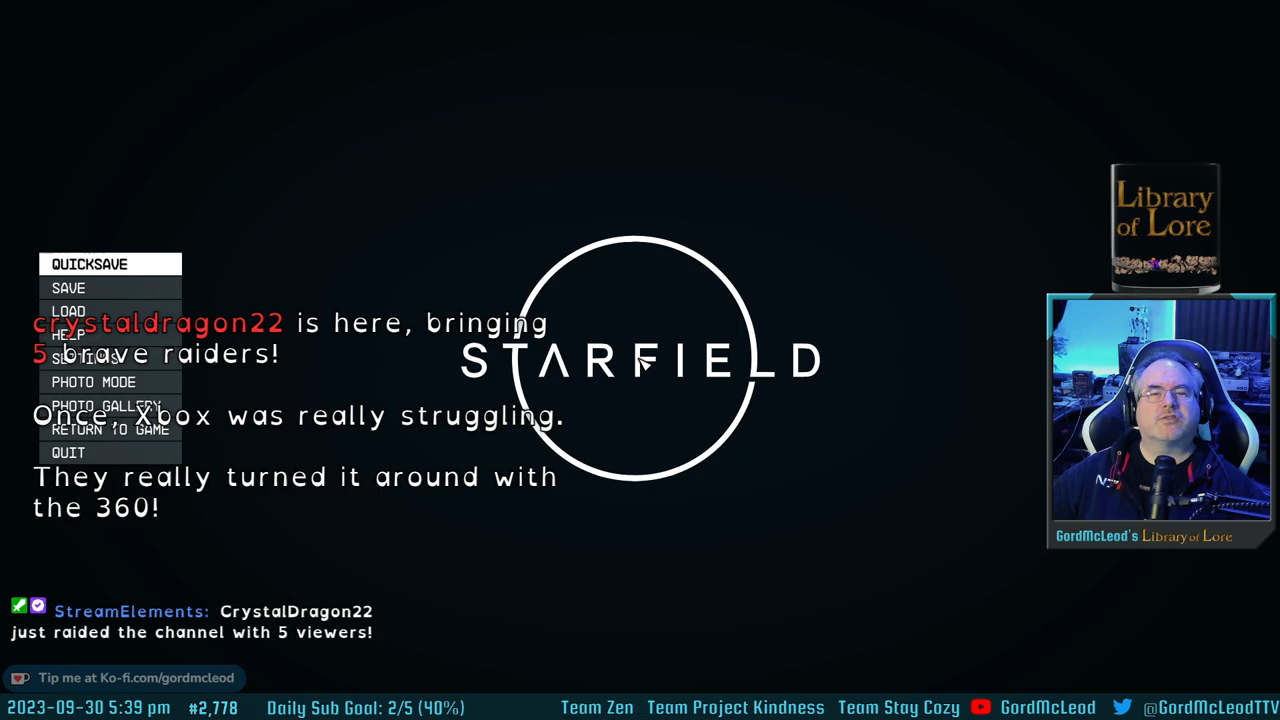 Library
of Lore
QUICKSAVE
SAVE
LOAD
HELP
SETTINGS
PHOTO MODE
PHOTO GALLERY
RETURN TO GAME
QUIT
crystaldragon22 is here, bringing
5 brave raiders!
Once, Xbox was really struggling.
They really turned it around with
the 360!
STARFIELD
GordMcLeod's Library of Lore
StreamElements: CrystalDragon22
just raided the channel with 5 viewers!
Tip me at Ko-fi.com/gordmcleod
2023-09-30 5:39 pm #2,778 Daily Sub Goal: 2/5 (40%) Team Zen Team Project Kindness Team Stay Cozy GordMcLeod @GordMcLeodTTV